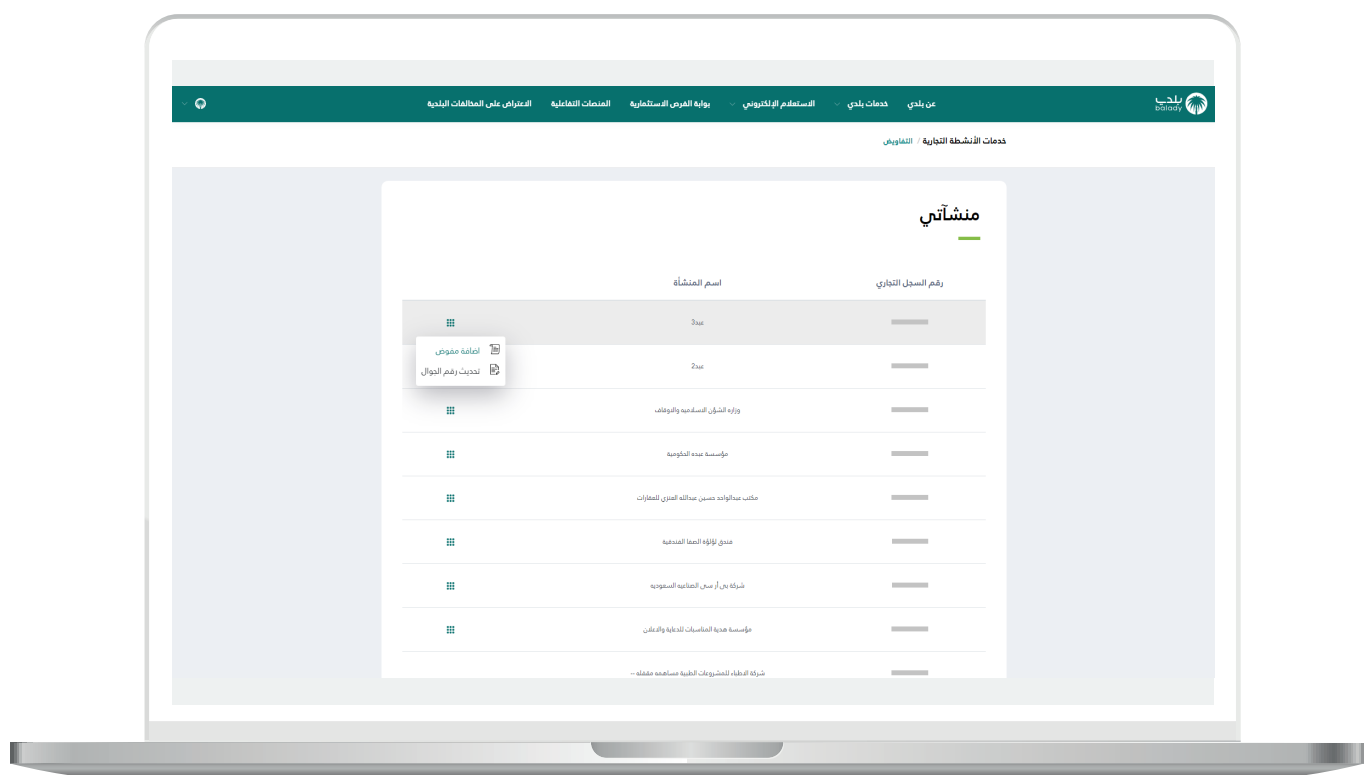 بلدي
balady
عن بلدي
خدمات بلدي
الاستعلام الإلكتروني
بوابة الفرص الاستثمارية
المنصات التفاعلية
الاعتراض على المخالفات البلدية
خدمات الأنشطة التجارية / التفاويض
منشآتي
رقم السجل التجاري
اسم المنشأة
عبد3
اضافة مفوض
تحديث رقم الجوال
عبد2
وزاره الشؤن الاسلاميه والاوقاف
مؤسسة عبده الحكومية
مكتب عبدالواحد حسين عبدالله العنزي للعقارات
فندق لؤلؤة الصفا الفندقية
شركة بي أر سي الصناعيه السعوديه
مؤسسة هدية المناسبات للدعاية والاعلان
شركة الاطباء للمشروعات الطبية مساهمه مقفله --